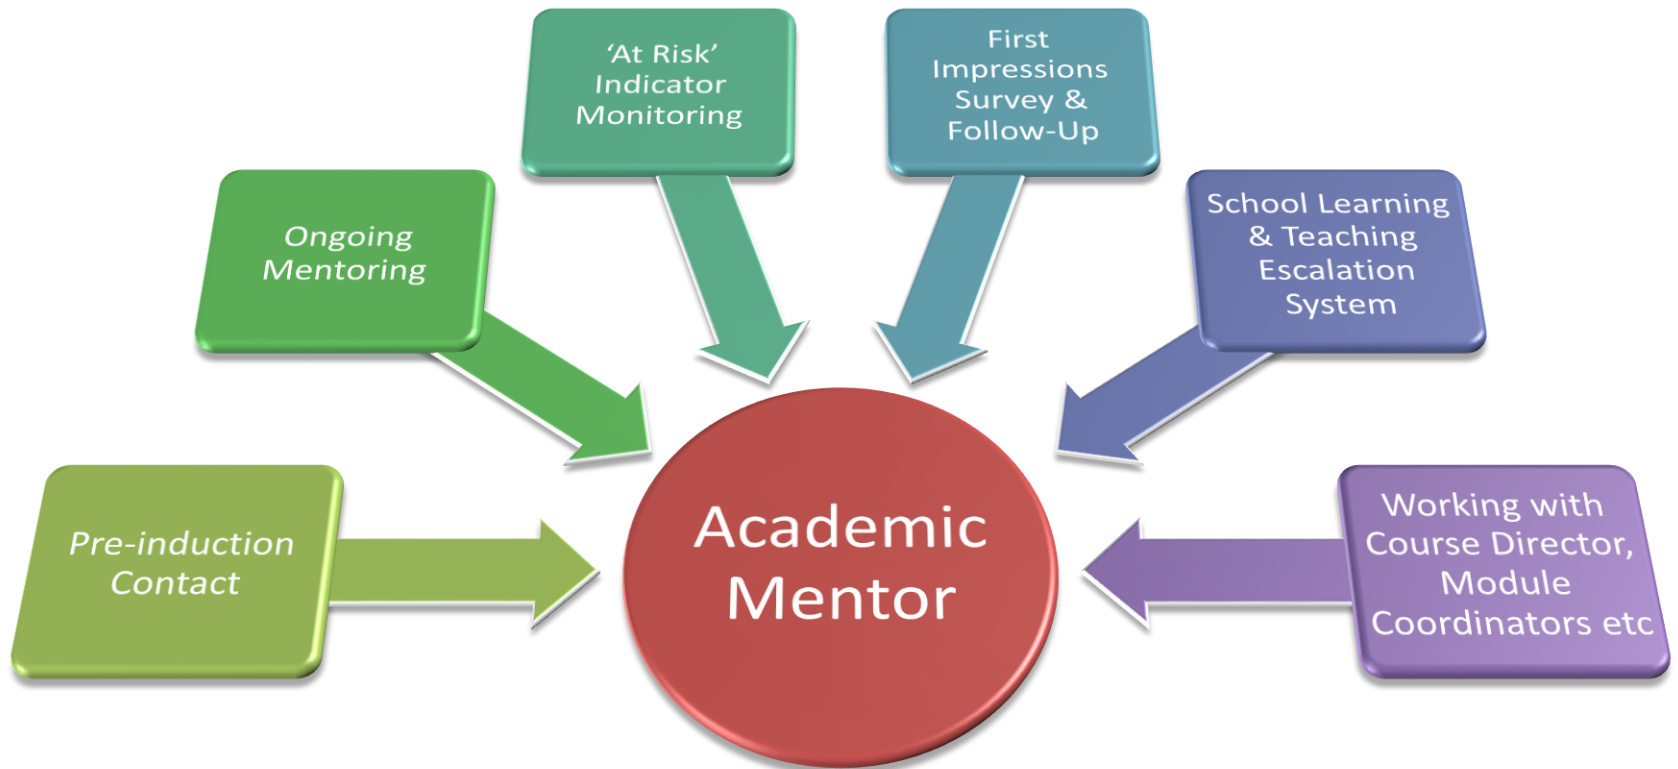 Pre-induction
Contact
Ongoing
Mentoring
‘At Risk’
Indicator
Monitoring
First
Impressions
Survey &
Follow-Up
School Learning
& Teaching
Escalation
System
Working with
Course Director,
Module
Coordinators etc
Academic
Mentor